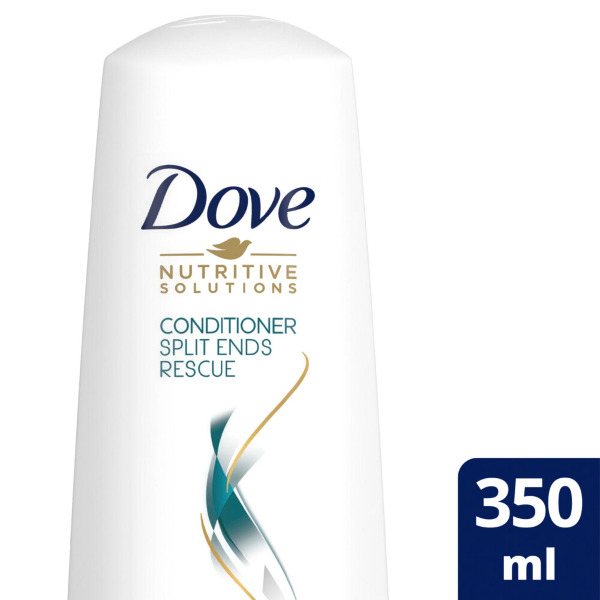 Dove
NUTRITIVE
SOLUTIONS
CONDITIONER
SPLIT ENDS
RESCUE
350
ml